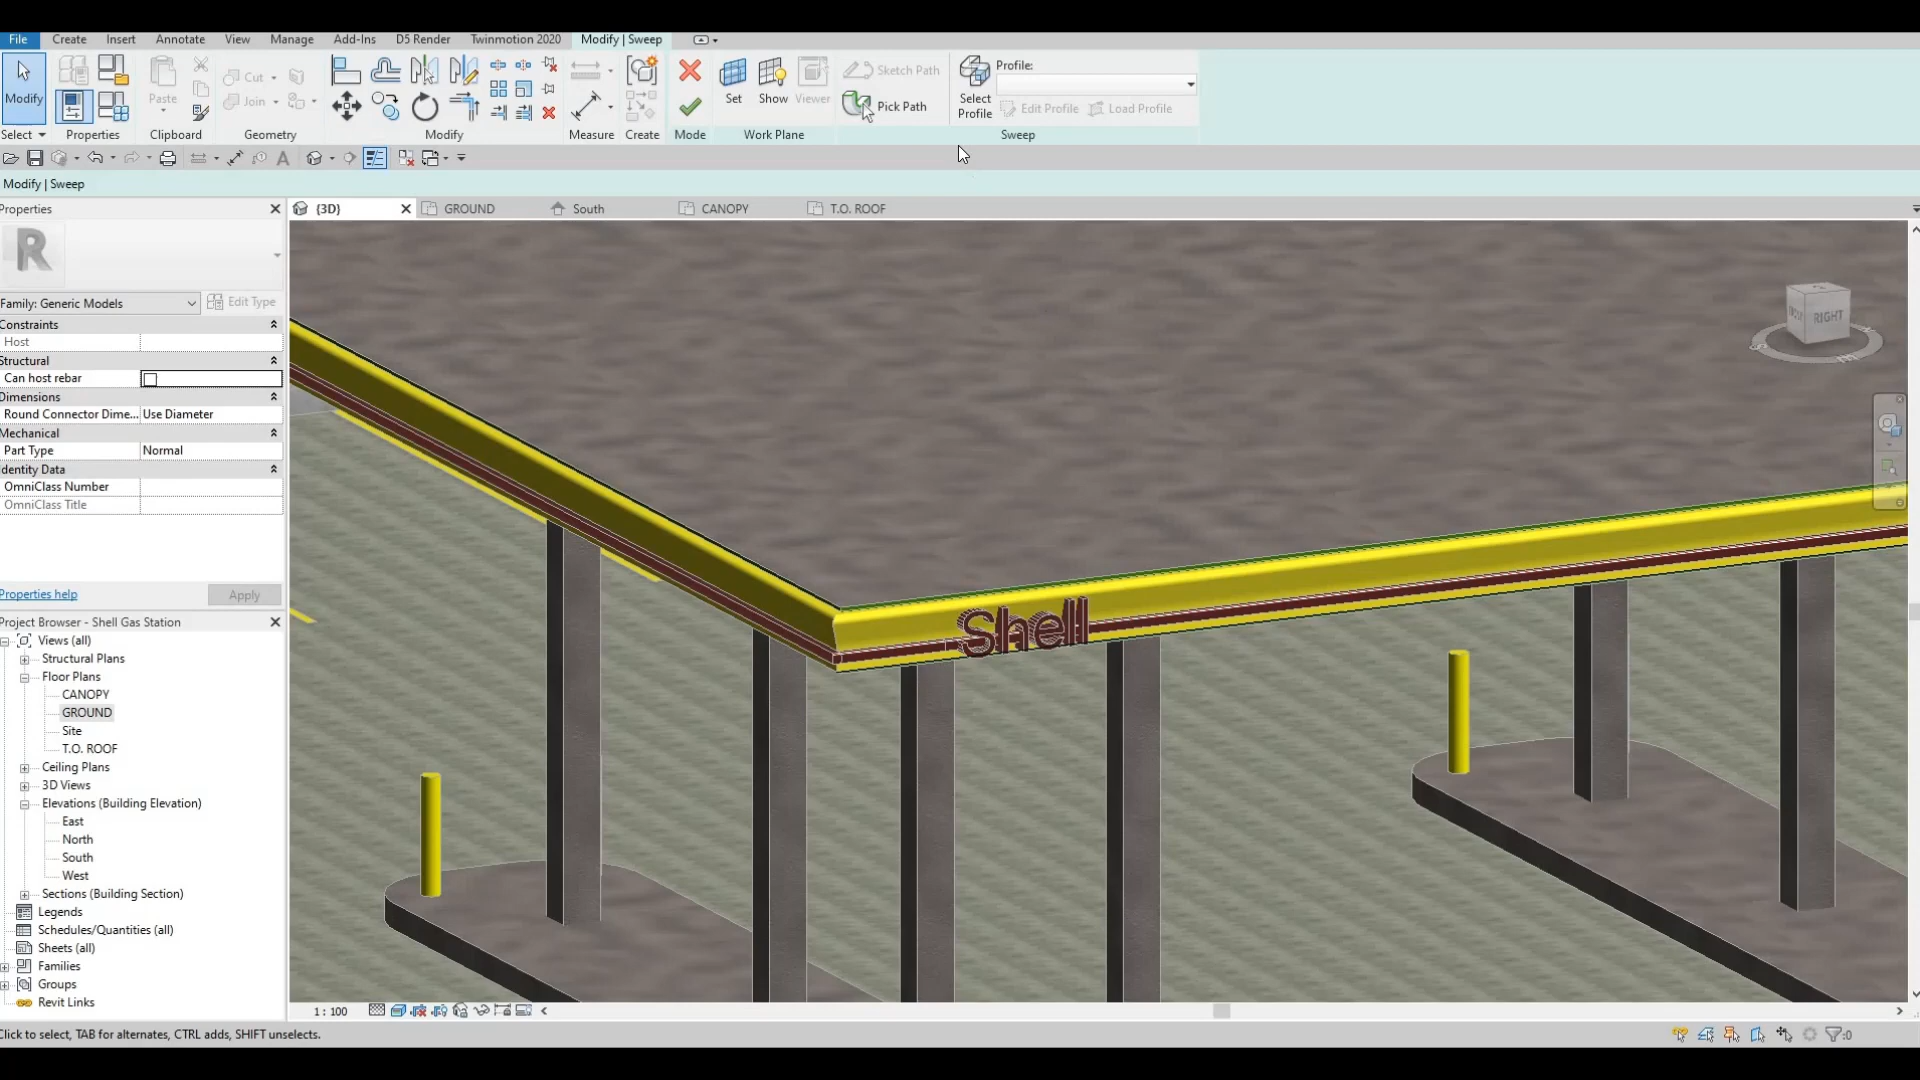 File Create Insert Annotate View Manage Add-Ins D5 Render Twinmotion 2020 Modify | Sweep
Modify
Paste
Cut
Join
Set Show Viewer
Sketch Path
Pick Path
Select Profile
Profile:
Edit Profile Load Profile
Select Properties Clipboard Geometry Modify Measure Create Mode Work Plane Sweep
Modify | Sweep
Properties
{3D} GROUND South CANOPY T.O. ROOF
R
Family: Generic Models Edit Type
Constraints
Host
Structural
Can host rebar
Dimensions
Round Connector Dime... Use Diameter
Mechanical
Part Type Normal
Identity Data
OmniClass Number
OmniClass Title
Properties help Apply
RIGHT
Shell
Project Browser - Shell Gas Station
Views (all)
Structural Plans
Floor Plans
CANOPY
GROUND
Site
T.O. ROOF
Ceiling Plans
3D Views
Elevations (Building Elevation)
East
North
South
West
Sections (Building Section)
Legends
Schedules/Quantities (all)
Sheets (all)
Families
Groups
Revit Links
1 : 100
Click to select, TAB for alternates, CTRL adds, SHIFT unselects.
:0